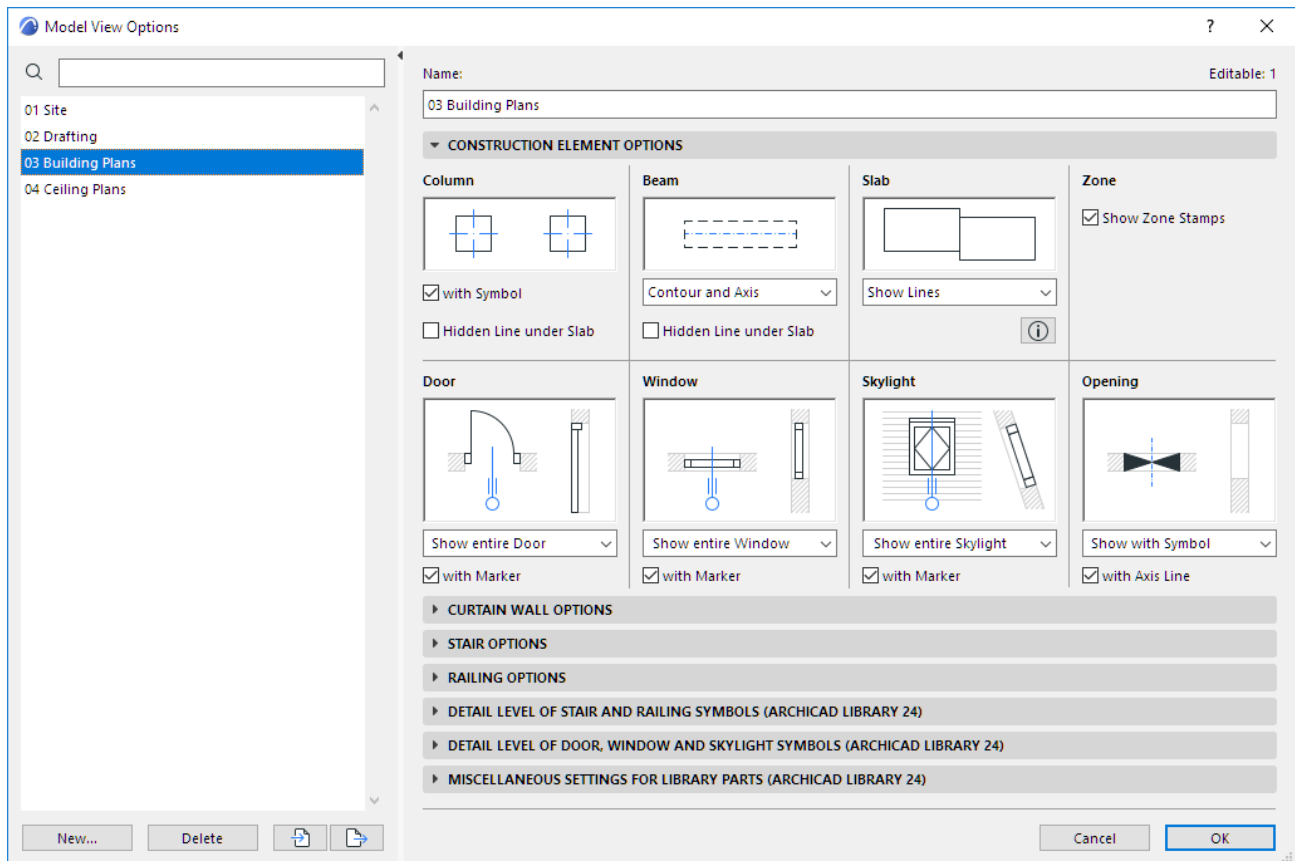 Model View Options
?
01 Site
02 Drafting
03 Building Plans
04 Ceiling Plans
New...
Delete
Name:
Editable: 1
03 Building Plans
CONSTRUCTION ELEMENT OPTIONS
Column
Beam
Slab
Zone
Show Zone Stamps
with Symbol
Contour and Axis
Show Lines
Hidden Line under Slab
Hidden Line under Slab
Door
Window
Skylight
Opening
Show entire Door
Show entire Window
Show entire Skylight
Show with Symbol
with Marker
with Marker
with Marker
with Axis Line
CURTAIN WALL OPTIONS
STAIR OPTIONS
RAILING OPTIONS
DETAIL LEVEL OF STAIR AND RAILING SYMBOLS (ARCHICAD LIBRARY 24)
DETAIL LEVEL OF DOOR, WINDOW AND SKYLIGHT SYMBOLS (ARCHICAD LIBRARY 24)
MISCELLANEOUS SETTINGS FOR LIBRARY PARTS (ARCHICAD LIBRARY 24)
Cancel
OK